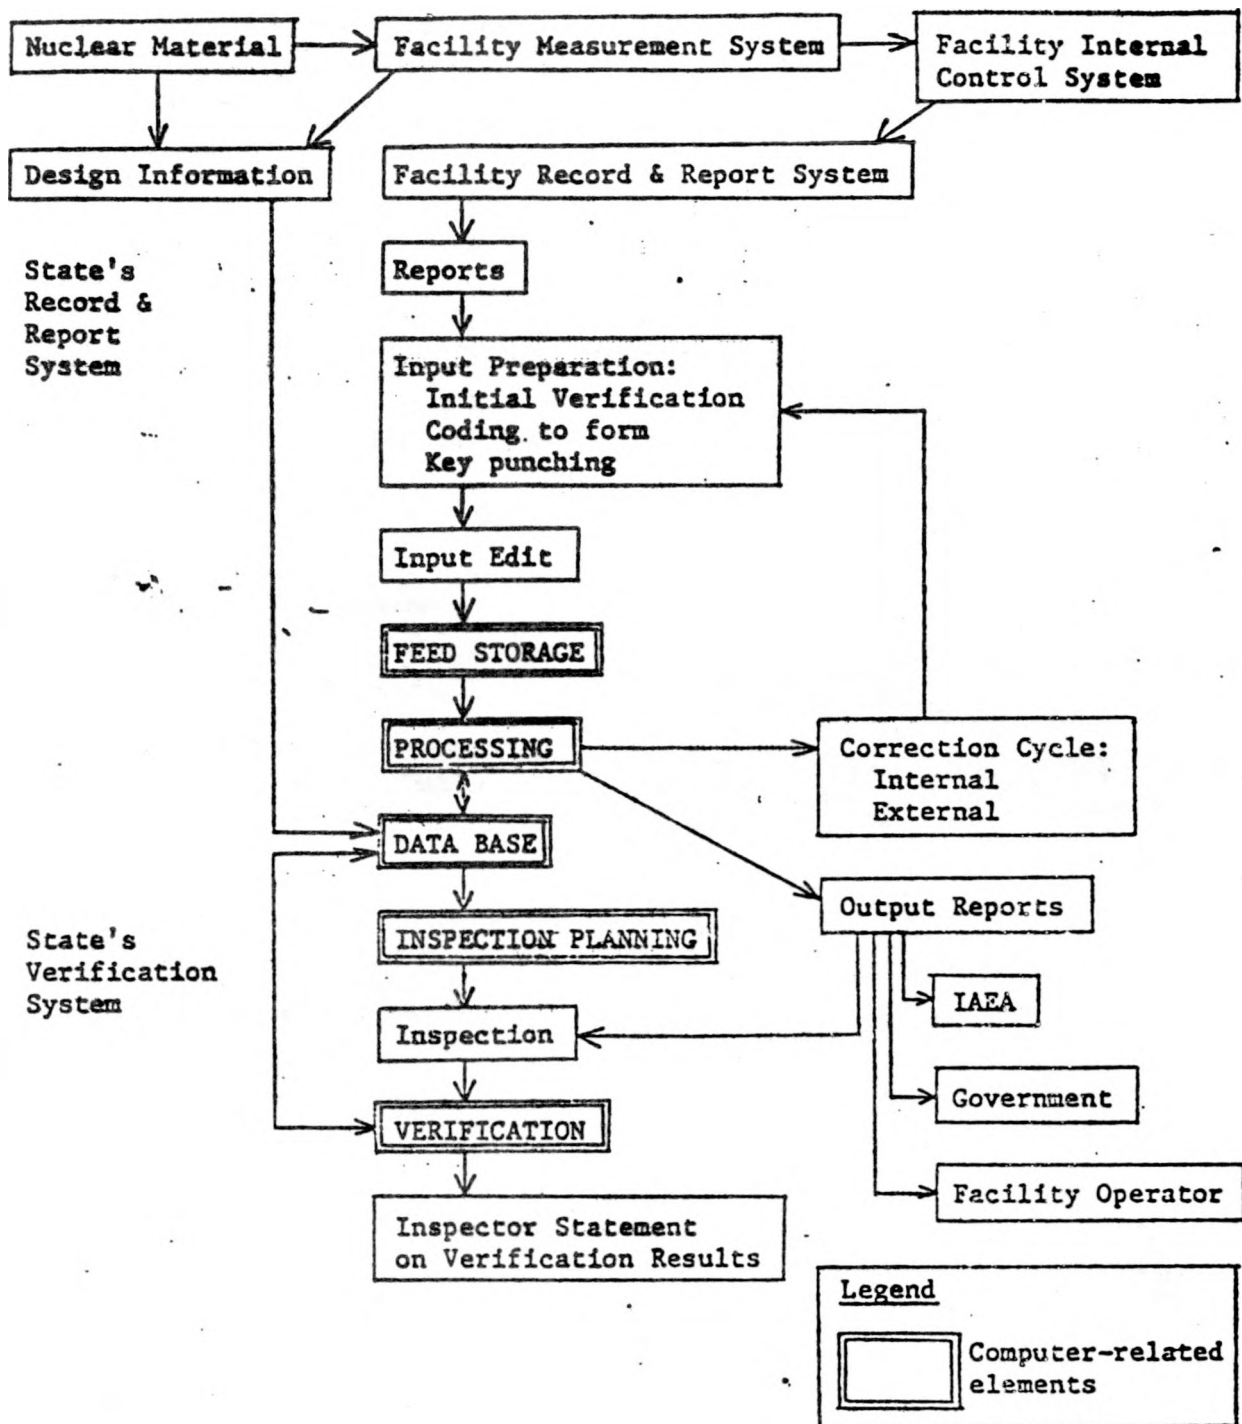 Nuclear Material
Facility Measurement System
Facility Internal
Control System
Design Information
Facility Record & Report System
State's
Record &
Report
System
Reports
Input Preparation:
Initial Verification
Coding to form
Key punching
Input Edit
FEED STORAGE
PROCESSING
Correction Cycle:
Internal
External
DATA BASE
Output Reports
INSPECTION PLANNING
State's
Verification
System
IAEA
Inspection
Government
VERIFICATION
Facility Operator
Inspector Statement
on Verification Results
Legend
Computer-related
elements